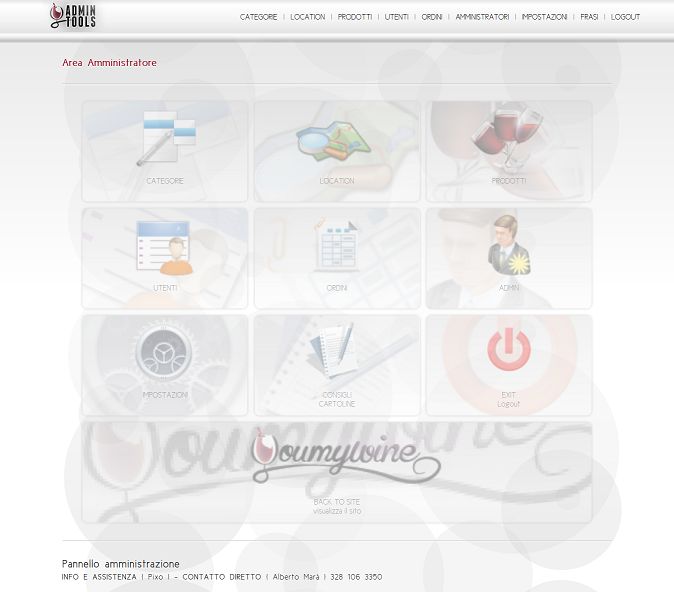 ADMIN
TOOLS
CATEGORIE | LOCATION | PRODOTTI | UTENTI | ORDINI | AMMINISTRATORI | IMPOSTAZIONI | FRASI | LOGOUT
Area Amministratore
CATEGORIE
LOCATION
PRODOTTI
UTENTI
ORDINI
ADMIN
IMPOSTAZIONI
CONSIGLI
CARTOLINE
EXIT
Logout
Youmywine
BACK TO SITE
visualizza il sito
Pannello amministrazione
INFO E ASSISTENZA | Pixo | - CONTATTO DIRETTO | Alberto Marà | 328 106 3350